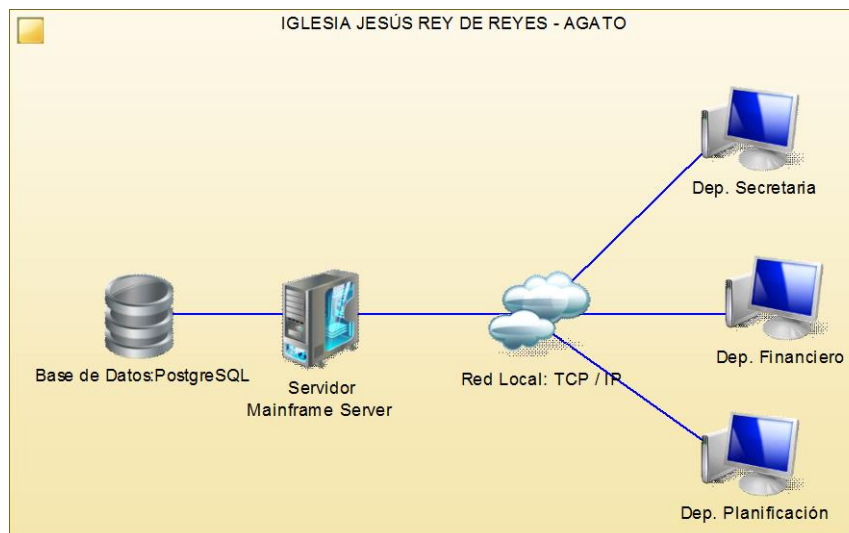 IGLESIA JESÚS REY DE REYES - AGATO
Dep. Secretaria
Base de Datos:PostgreSQL
Servidor
Mainframe Server
Red Local: TCP / IP
Dep. Financiero
Dep. Planificación